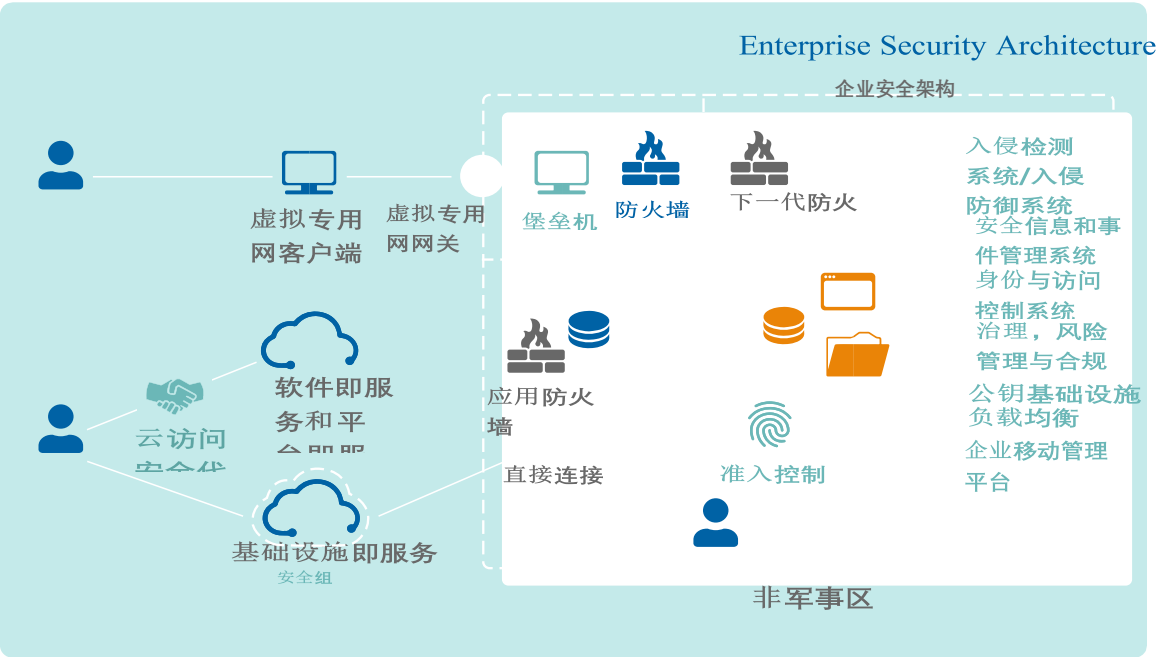 Enterprise Security Architecture
企业安全架构
虚拟专用
网客户端
虚拟专用
网网关
堡垒机
防火墙
下一代防火
入侵检测
系统/入侵
防御系统
安全信息和事
件管理系统
身份与访问
控制系统
治理，风险
管理与合规
公钥基础设施
负载均衡
企业移动管理
平台
软件即服
务和平
台即服
云访问
安全代
应用防火
墙
直接连接
准入控制
基础设施即服务
安全组
非军事区